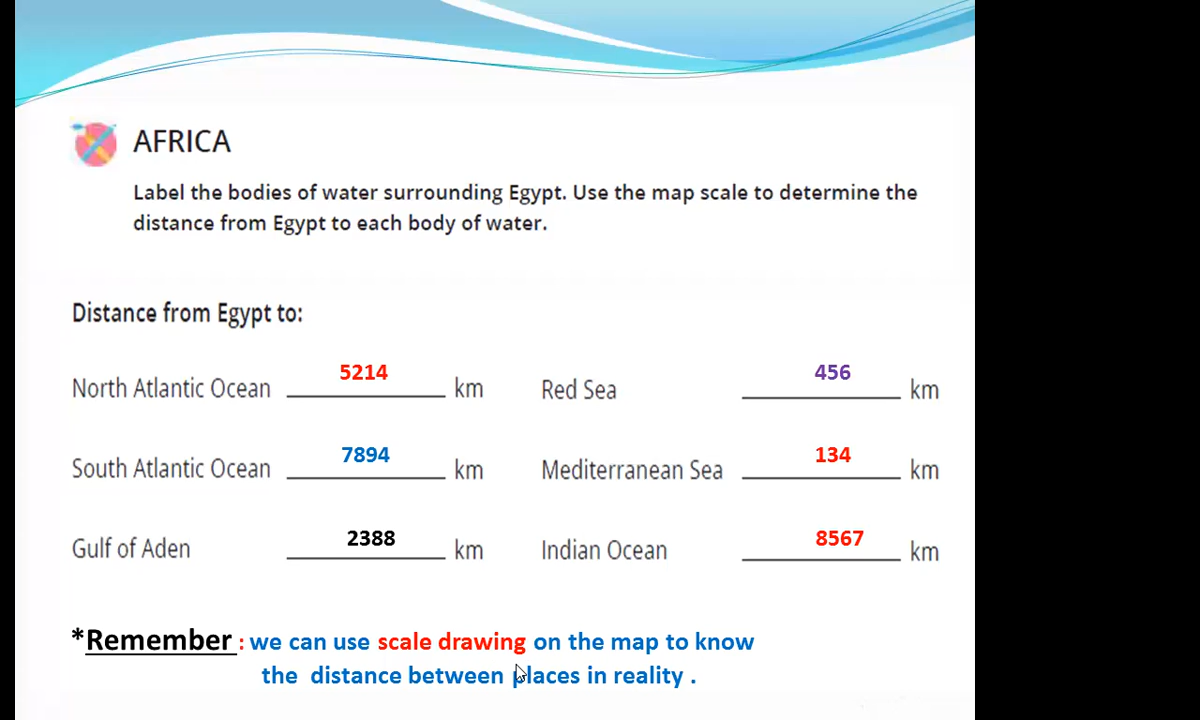 AFRICA
Label the bodies of water surrounding Egypt. Use the map scale to determine the
distance from Egypt to each body of water.
Distance from Egypt to:
North Atlantic Ocean 5214 km Red Sea 456 km
South Atlantic Ocean 7894 km Mediterranean Sea 134 km
Gulf of Aden 2388 km Indian Ocean 8567 km
*Remember : we can use scale drawing on the map to know
the distance between places in reality .